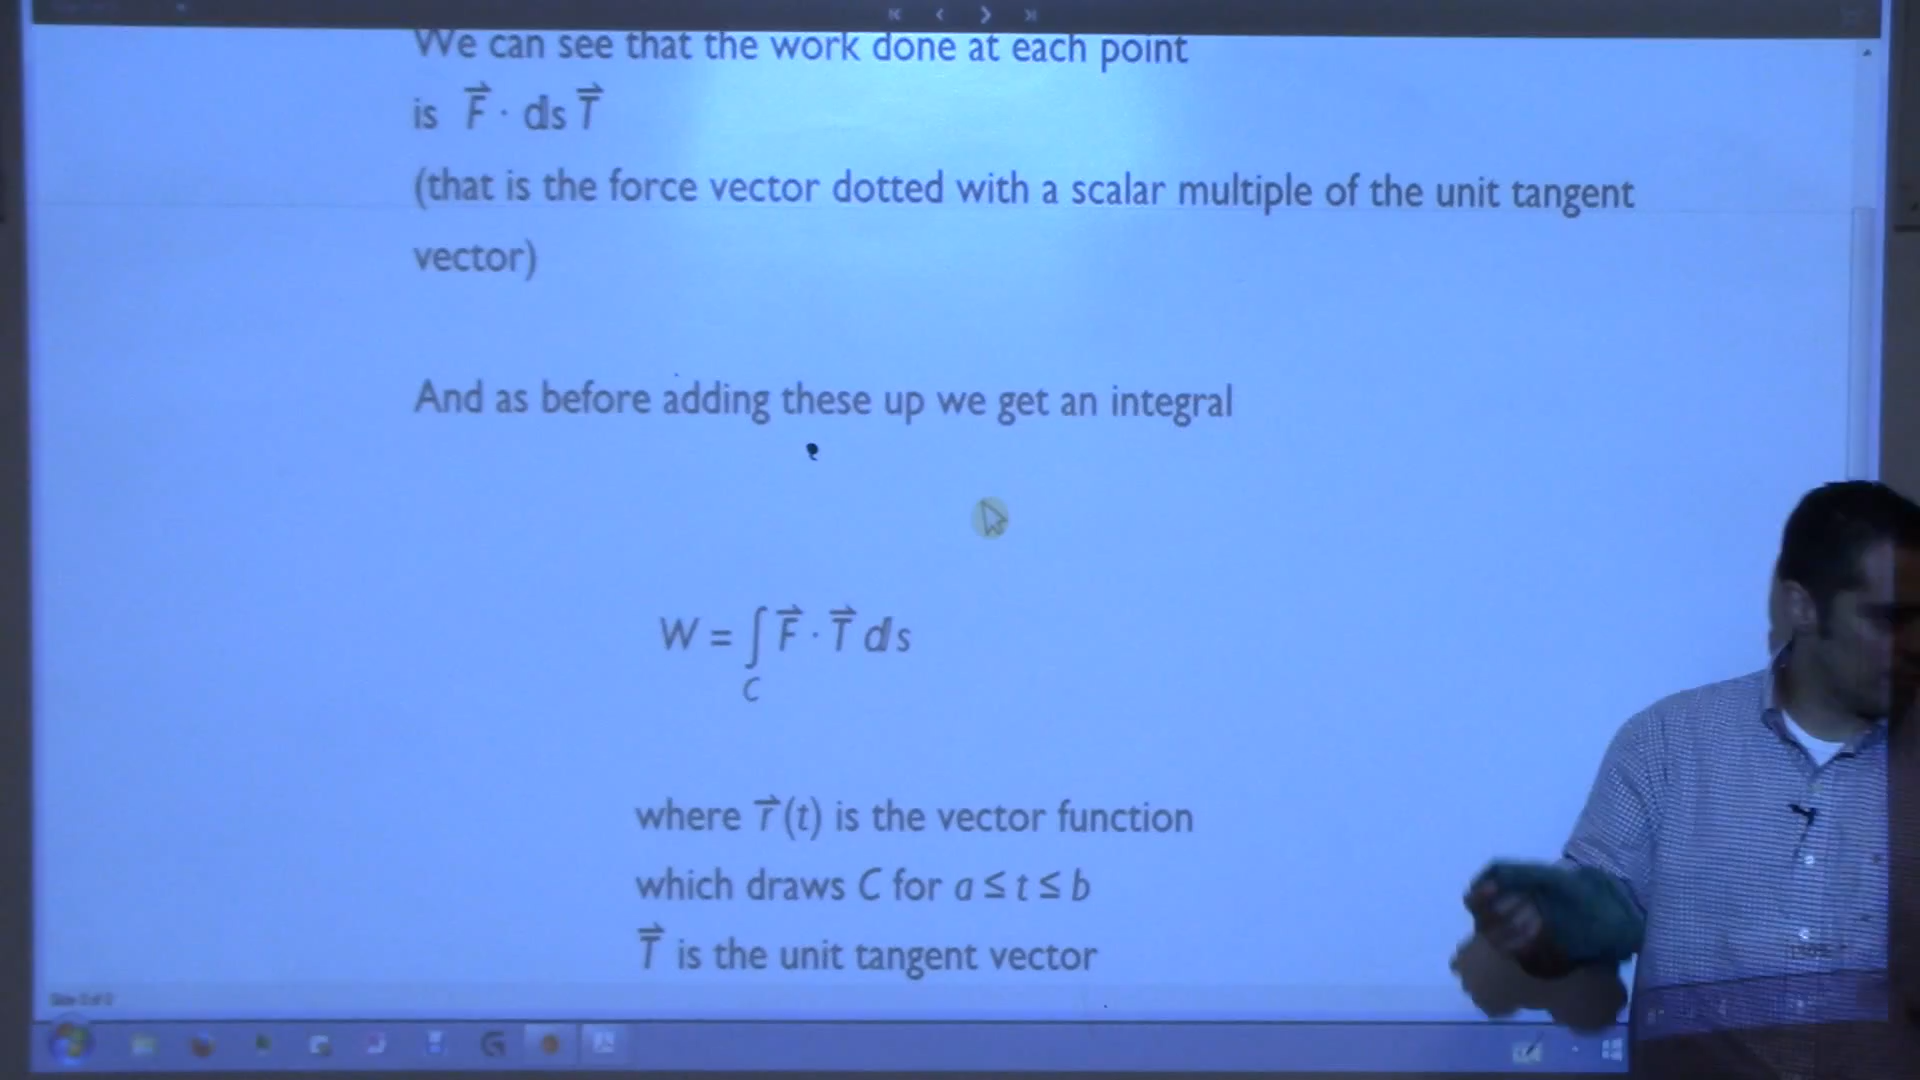 We can see that the work done at each point
is F⃗ · ds T⃗
(that is the force vector dotted with a scalar multiple of the unit tangent
vector)
And as before adding these up we get an integral
W = ∫ F⃗ · T⃗ ds
C
where r⃗(t) is the vector function
which draws C for a ≤ t ≤ b
T⃗ is the unit tangent vector